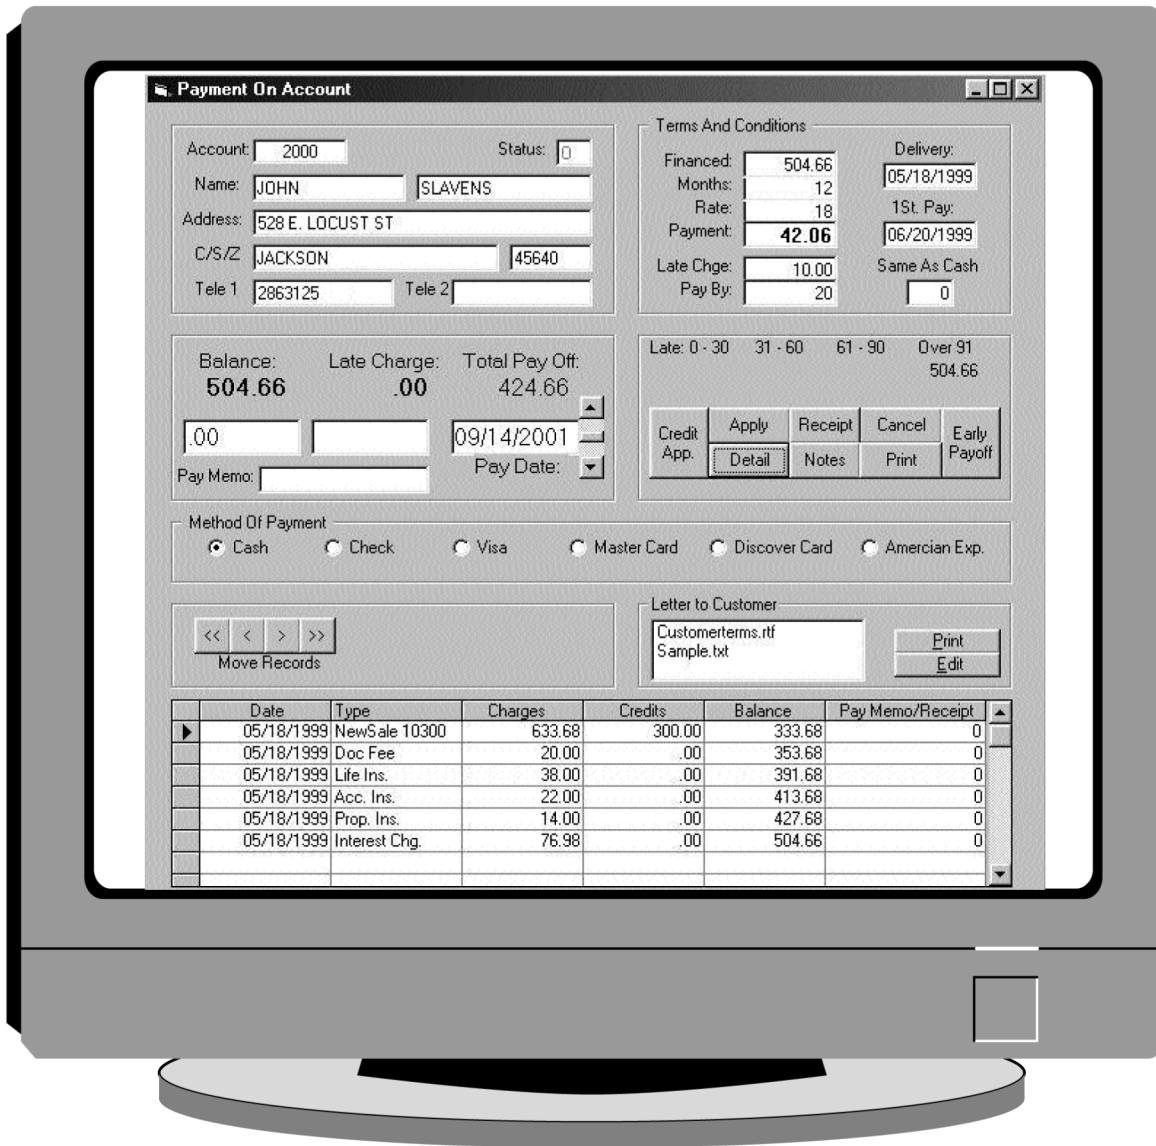 Payment On Account
Account: 2000 Status: 0
Name: JOHN SLAVENS
Address: 528 E. LOCUST ST
C/S/Z JACKSON 45640
Tele 1 2863125 Tele 2
Terms And Conditions
Financed: 504.66
Months: 12
Rate: 18
Payment: 42.06
Late Chge: 10.00
Pay By: 20
Delivery:
05/18/1999
1St. Pay:
06/20/1999
Same As Cash
0
Balance: Late Charge: Total Pay Off:
504.66 .00 424.66
.00 09/14/2001
Pay Date:
Pay Memo:
Late: 0 - 30 31 - 60 61 - 90 Over 91
504.66
Credit App. Apply Receipt Cancel Early Payoff
Detail Notes Print
Method Of Payment
Cash Check Visa Master Card Discover Card Amercian Exp.
<< < > >>
Move Records
Letter to Customer
Customerterms.rtf
Sample.txt
Print
Edit
Date Type Charges Credits Balance Pay Memo/Receipt
05/18/1999 NewSale 10300 633.68 300.00 333.68 0
05/18/1999 Doc Fee 20.00 .00 353.68 0
05/18/1999 Life Ins. 38.00 .00 391.68 0
05/18/1999 Acc. Ins. 22.00 .00 413.68 0
05/18/1999 Prop. Ins. 14.00 .00 427.68 0
05/18/1999 Interest Chg. 76.98 .00 504.66 0